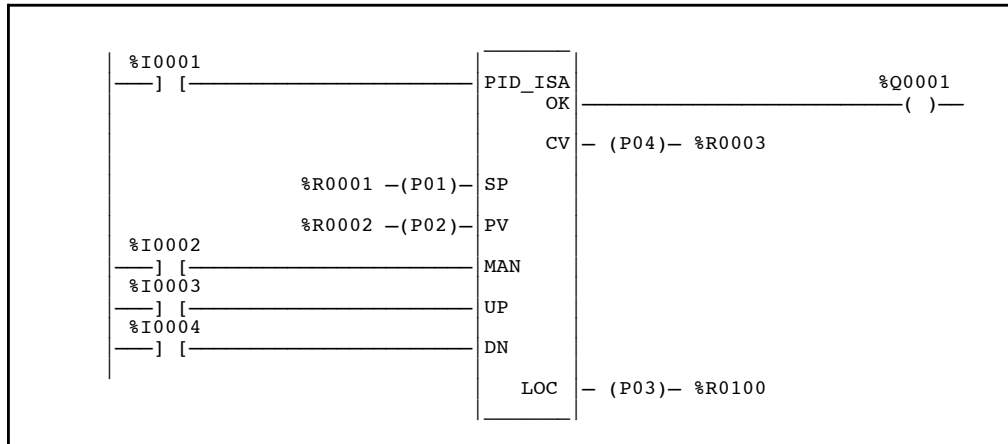 %I0001
] [ PID_ISA %Q0001
OK ( )
CV (P04) %R0003
%R0001 (P01) SP
%R0002 (P02) PV
%I0002
] [ MAN
%I0003
] [ UP
%I0004
] [ DN
LOC (P03) %R0100